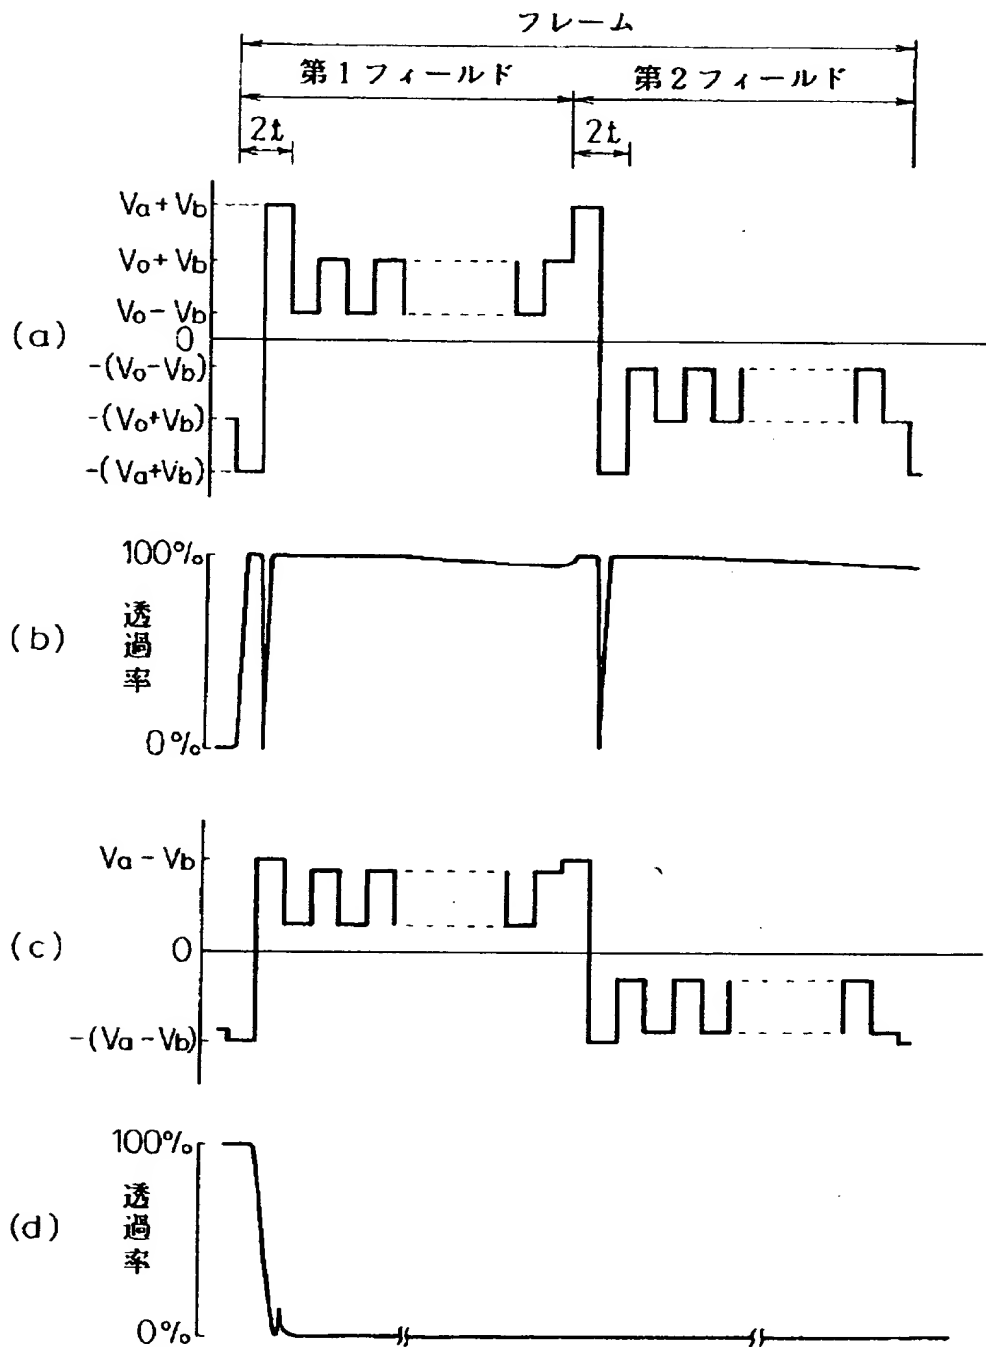 フレーム
第1フィールド
第2フィールド
2t
2t
(a)
Va+Vb
Vo+Vb
Vo-Vb
0
-(Vo-Vb)
-(Vo+Vb)
-(Va+Vb)
(b)
100%
透過率
0%
(c)
Va-Vb
0
-(Va-Vb)
(d)
100%
透過率
0%